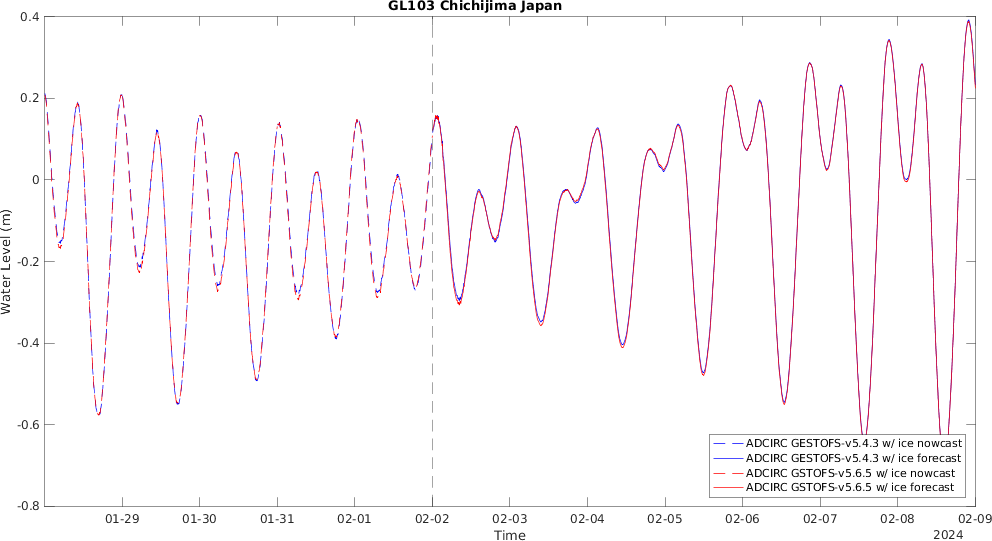 GL103 Chichijima Japan
0.4
0.2
0
-0.2
-0.4
-0.6
-0.8
Water Level (m)
ADCIRC GESTOFS-v5.4.3 w/ ice nowcast
ADCIRC GESTOFS-v5.4.3 w/ ice forecast
ADCIRC GSTOFS-v5.6.5 w/ ice nowcast
ADCIRC GSTOFS-v5.6.5 w/ ice forecast
01-29 01-30 01-31 02-01 02-02 02-03 02-04 02-05 02-06 02-07 02-08 02-09
Time
2024